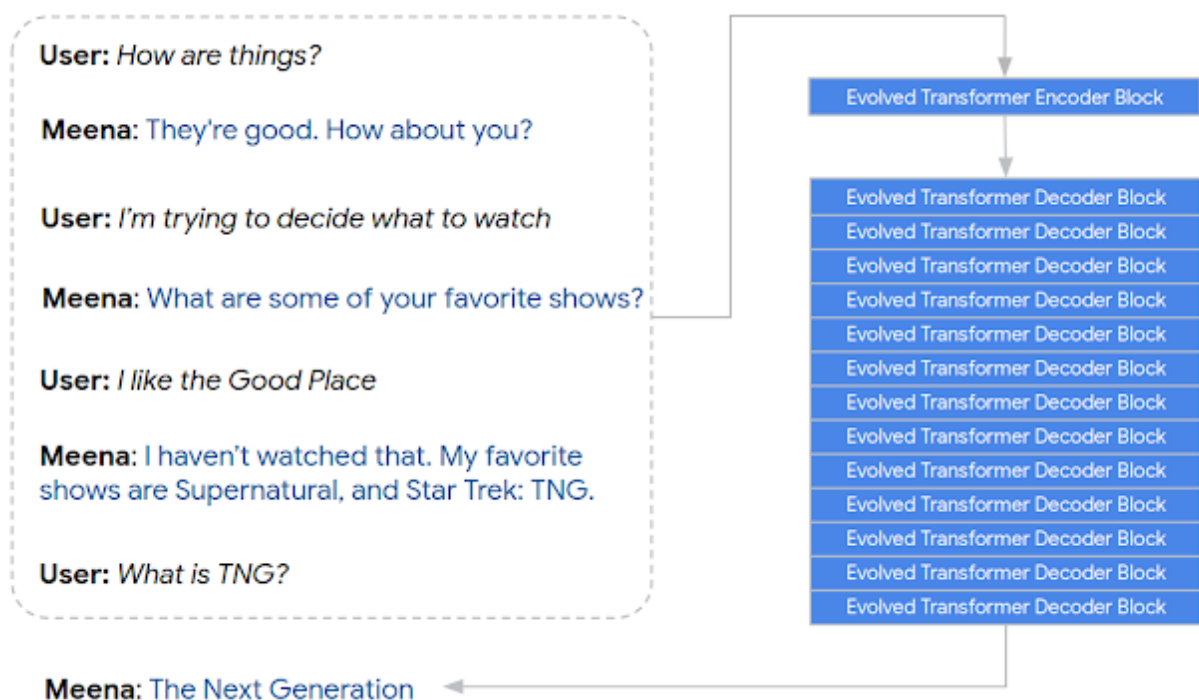 User: How are things?
Meena: They're good. How about you?
User: I'm trying to decide what to watch
Meena: What are some of your favorite shows?
User: I like the Good Place
Meena: I haven't watched that. My favorite
shows are Supernatural, and Star Trek: TNG.
User: What is TNG?
Meena: The Next Generation
Evolved Transformer Encoder Block
Evolved Transformer Decoder Block
Evolved Transformer Decoder Block
Evolved Transformer Decoder Block
Evolved Transformer Decoder Block
Evolved Transformer Decoder Block
Evolved Transformer Decoder Block
Evolved Transformer Decoder Block
Evolved Transformer Decoder Block
Evolved Transformer Decoder Block
Evolved Transformer Decoder Block
Evolved Transformer Decoder Block
Evolved Transformer Decoder Block
Evolved Transformer Decoder Block